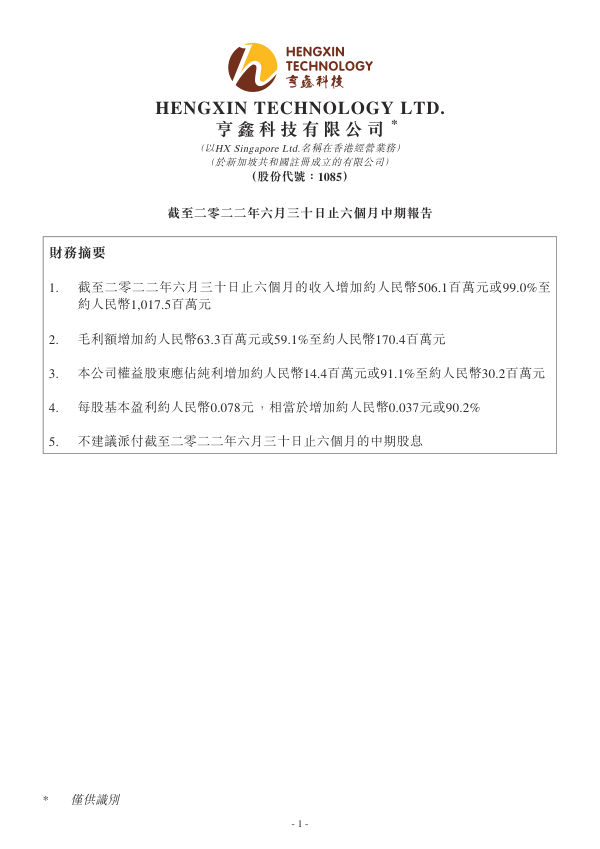 HENGXIN
TECHNOLOGY
亨鑫科技
HENGXIN TECHNOLOGY LTD.
亨鑫科技有限公司*
（以HX Singapore Ltd.名稱在香港經營業務）
（於新加坡共和國註冊成立的有限公司）
（股份代號：1085）
截至二零二二年六月三十日止六個月中期報告
財務摘要
1. 截至二零二二年六月三十日止六個月的收入增加約人民幣506.1百萬元或99.0%至
約人民幣1,017.5百萬元
2. 毛利額增加約人民幣63.3百萬元或59.1%至約人民幣170.4百萬元
3. 本公司權益股東應佔純利增加約人民幣14.4百萬元或91.1%至約人民幣30.2百萬元
4. 每股基本盈利約人民幣0.078元，相當於增加約人民幣0.037元或90.2%
5. 不建議派付截至二零二二年六月三十日止六個月的中期股息
* 僅供識別
- 1 -